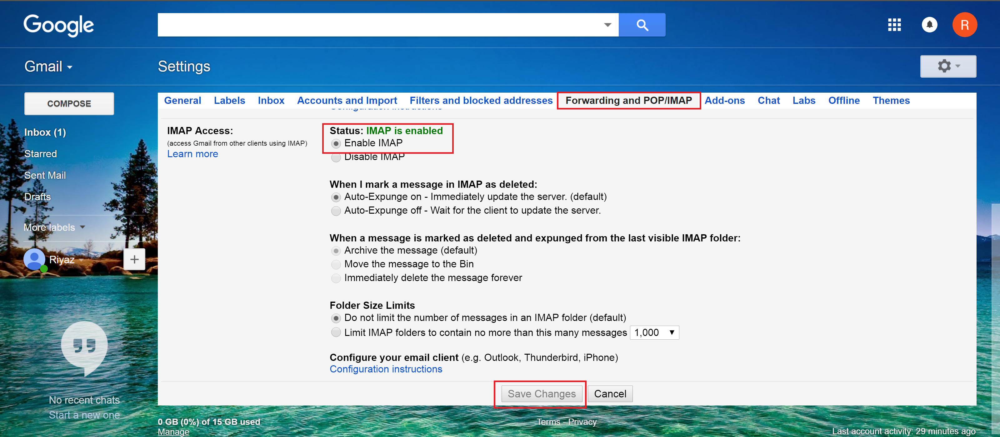 Google
R
Gmail
Settings
COMPOSE
General Labels Inbox Accounts and Import Filters and blocked addresses Forwarding and POP/IMAP Add-ons Chat Labs Offline Themes
Configuration instructions
Inbox (1)
Starred
Sent Mail
Drafts
More labels
Riyaz
No recent chats
Start a new one
IMAP Access:
(access Gmail from other clients using IMAP)
Learn more
Status: IMAP is enabled
Enable IMAP
Disable IMAP
When I mark a message in IMAP as deleted:
Auto-Expunge on - Immediately update the server. (default)
Auto-Expunge off - Wait for the client to update the server.
When a message is marked as deleted and expunged from the last visible IMAP folder:
Archive the message (default)
Move the message to the Bin
Immediately delete the message forever
Folder Size Limits
Do not limit the number of messages in an IMAP folder (default)
Limit IMAP folders to contain no more than this many messages 1,000
Configure your email client (e.g. Outlook, Thunderbird, iPhone)
Configuration instructions
Save Changes Cancel
0 GB (0%) of 15 GB used
Manage
Terms - Privacy
Last account activity: 29 minutes ago